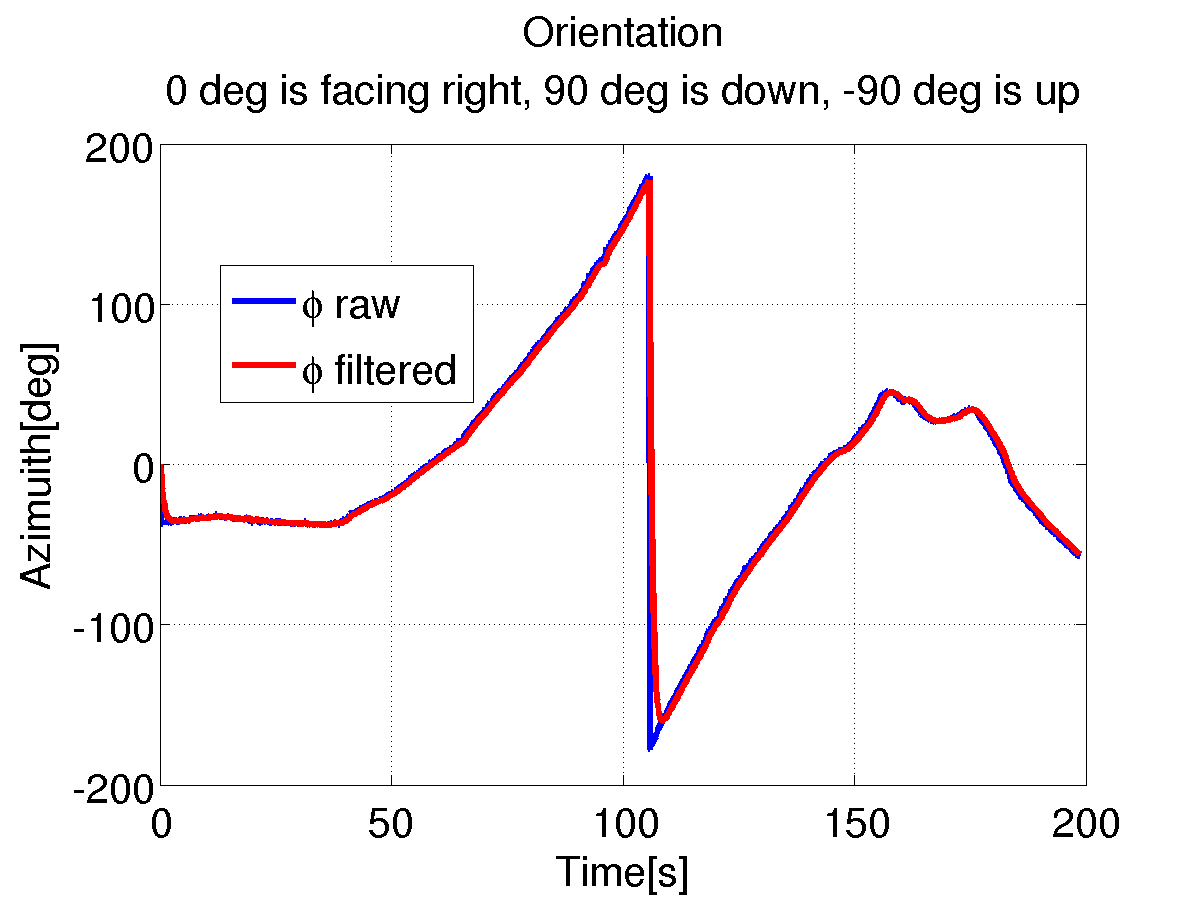 Orientation
0 deg is facing right, 90 deg is down, -90 deg is up
200
100
0
-100
-200
Azimuith[deg]
ϕ raw
ϕ filtered
0 50 100 150 200
Time[s]